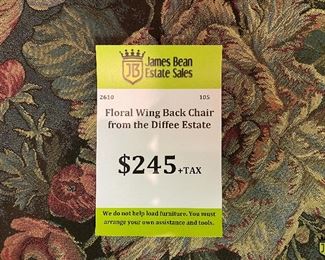 James Bean
Estate Sales
JB
2610 105
Floral Wing Back Chair
from the Diffee Estate
$245+TAX
We do not help load furniture. You must
arrange your own assistance and tools.